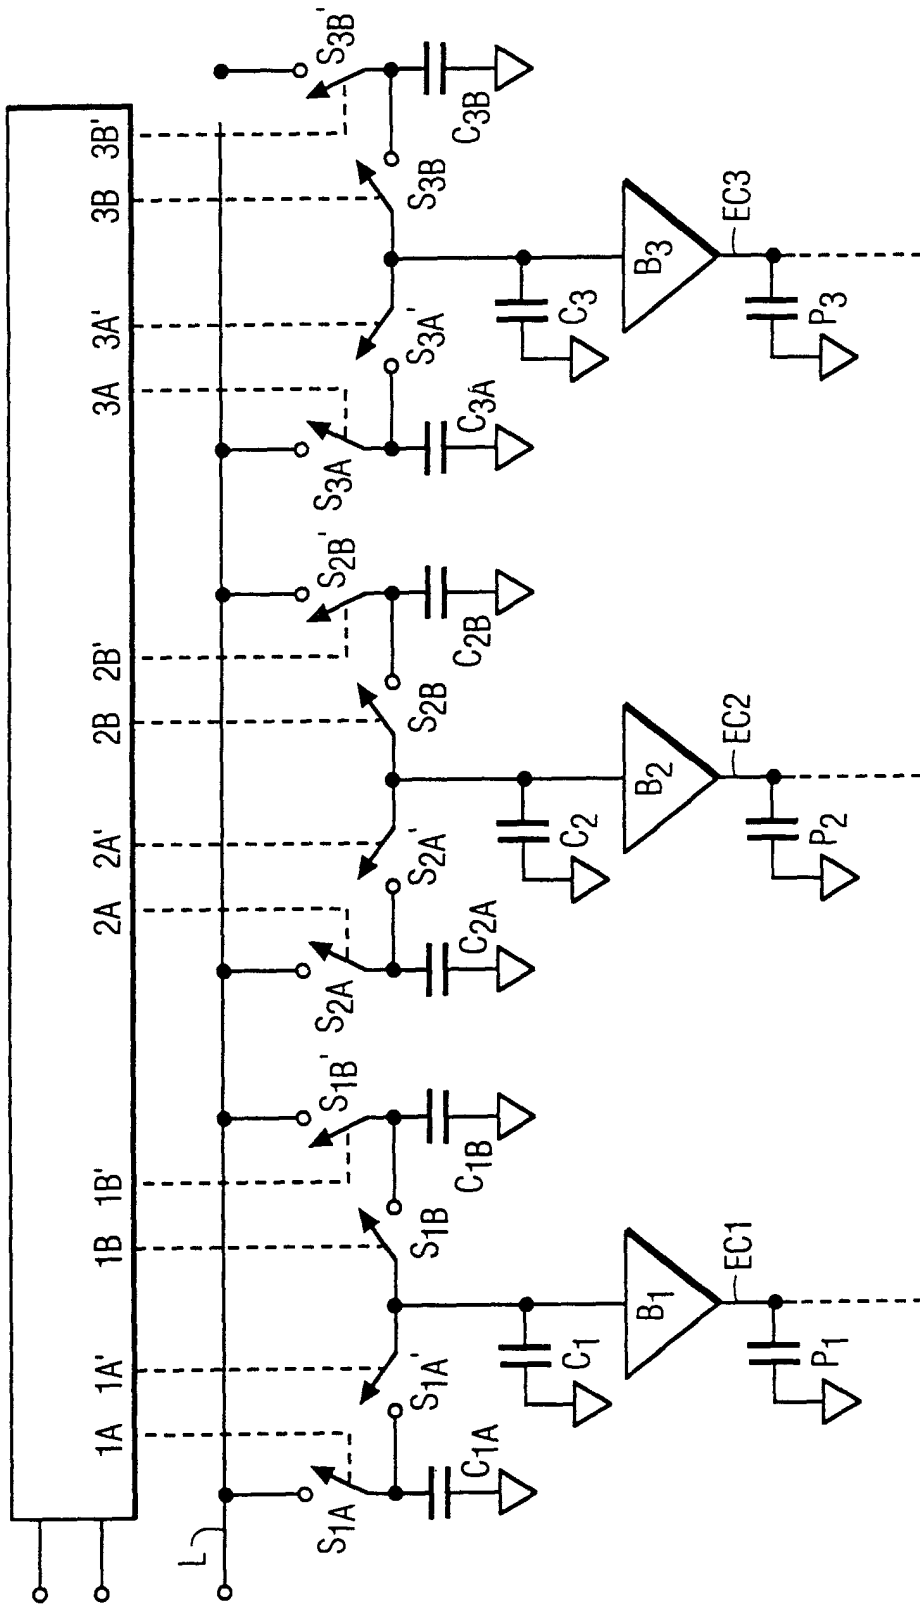 1A 1A' 1B 1B' 2A 2A' 2B 2B' 3A 3A' 3B 3B'
L
S1A S1B' S2A S2B' S3A S3B'
S1A' S1B S2A' S2B S3A' S3B
C1A C1B C2A C2B C3A C3B
C1 C2 C3
B1 B2 B3
EC1 EC2 EC3
P1 P2 P3